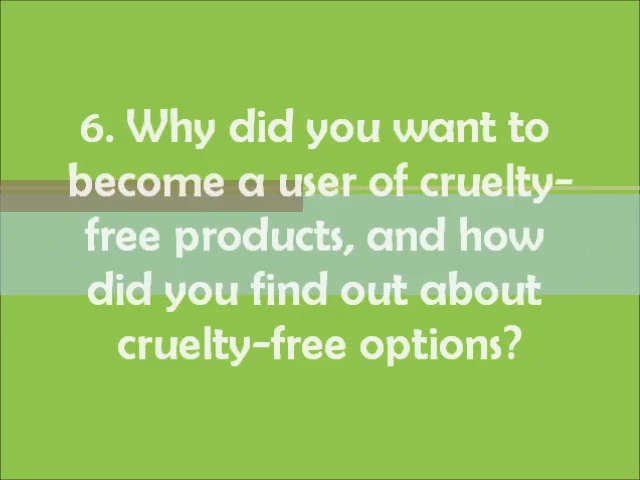 6. Why did you want to
become a user of cruelty-
free products, and how
did you find out about
cruelty-free options?